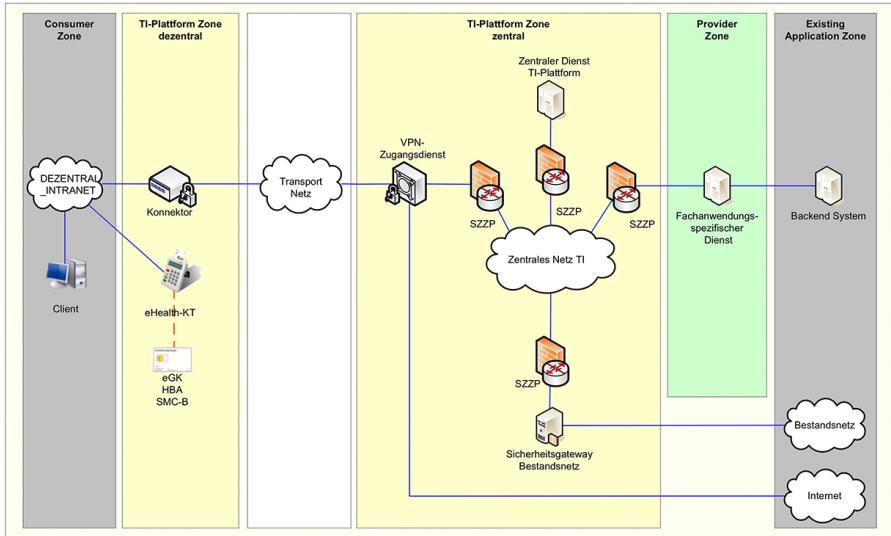 Consumer
Zone
TI-Plattform Zone
dezentral
TI-Plattform Zone
zentral
Provider
Zone
Existing
Application Zone
Zentraler Dienst
TI-Plattform
VPN-
Zugangsdienst
DEZENTRAL
_INTRANET
Konnektor
Transport
Netz
SZZP
SZZP
SZZP
Fachanwendungs-
spezifischer
Dienst
Backend System
Zentrales Netz TI
Client
eHealth-KT
eGK
HBA
SMC-B
SZZP
Sicherheitsgateway
Bestandsnetz
Bestandsnetz
Internet